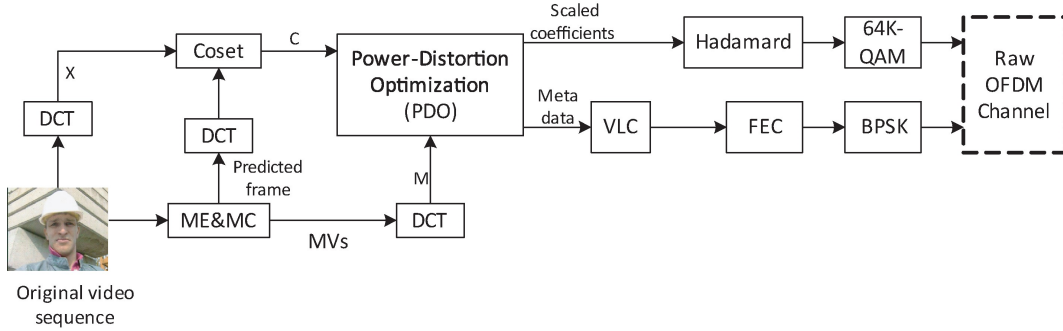 Scaled
coefficients
X
Coset
C
Power-Distortion
Optimization
(PDO)
Hadamard
64K-
QAM
Raw
OFDM
Channel
DCT
DCT
Meta
data
VLC
FEC
BPSK
Predicted
frame
M
ME&MC
MVs
DCT
Original video
sequence